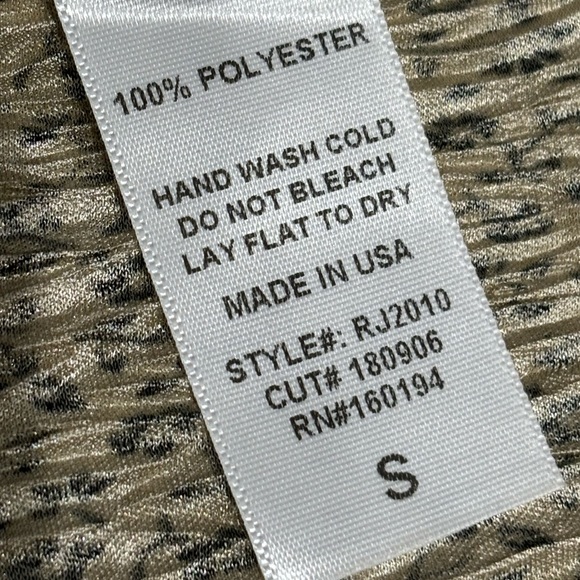 100% POLYESTER
HAND WASH COLD
DO NOT BLEACH
LAY FLAT TO DRY
MADE IN USA
STYLE#: RJ2010
CUT# 180906
RN#160194
S